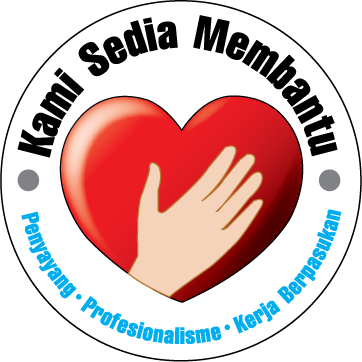 Kami Sedia Membantu
Penyayang • Profesionalisme • Kerja Berpasukan